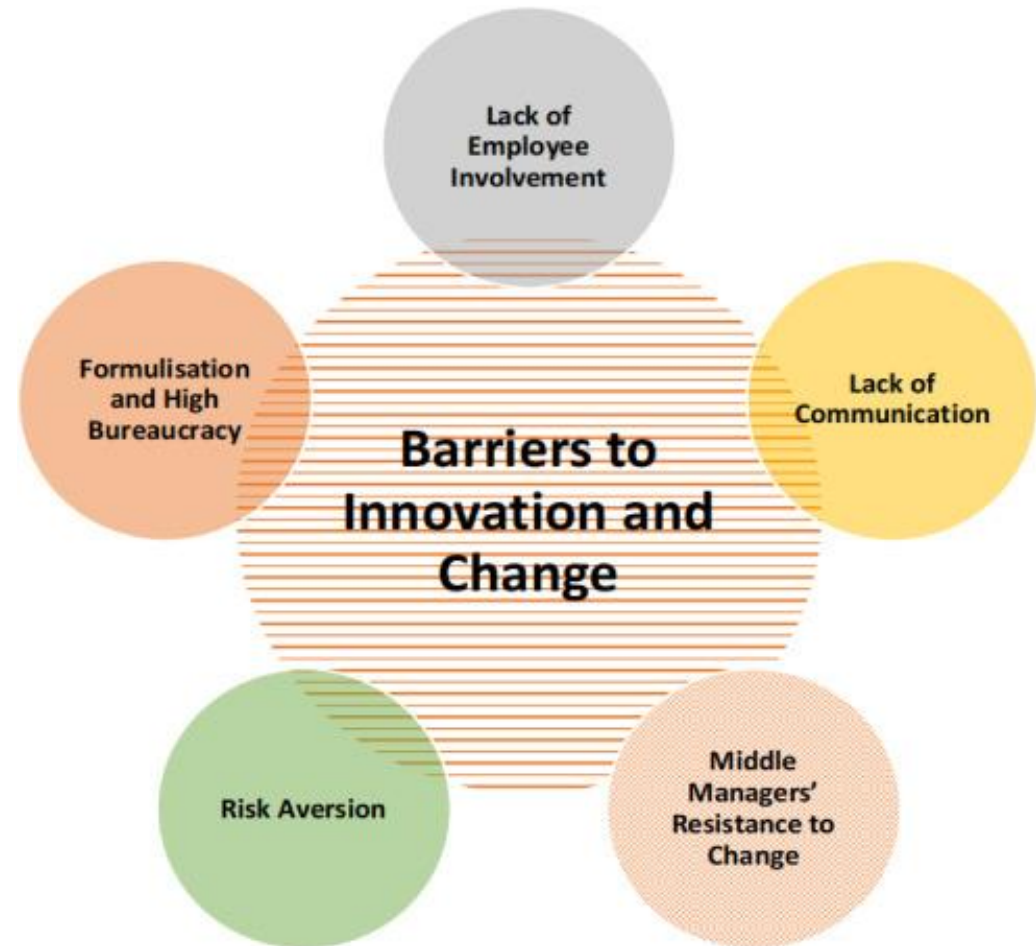 Lack of
Employee
Involvement
Formulisation
and High
Bureaucracy
Lack of
Communication
Barriers to
Innovation and
Change
Risk Aversion
Middle
Managers’
Resistance to
Change